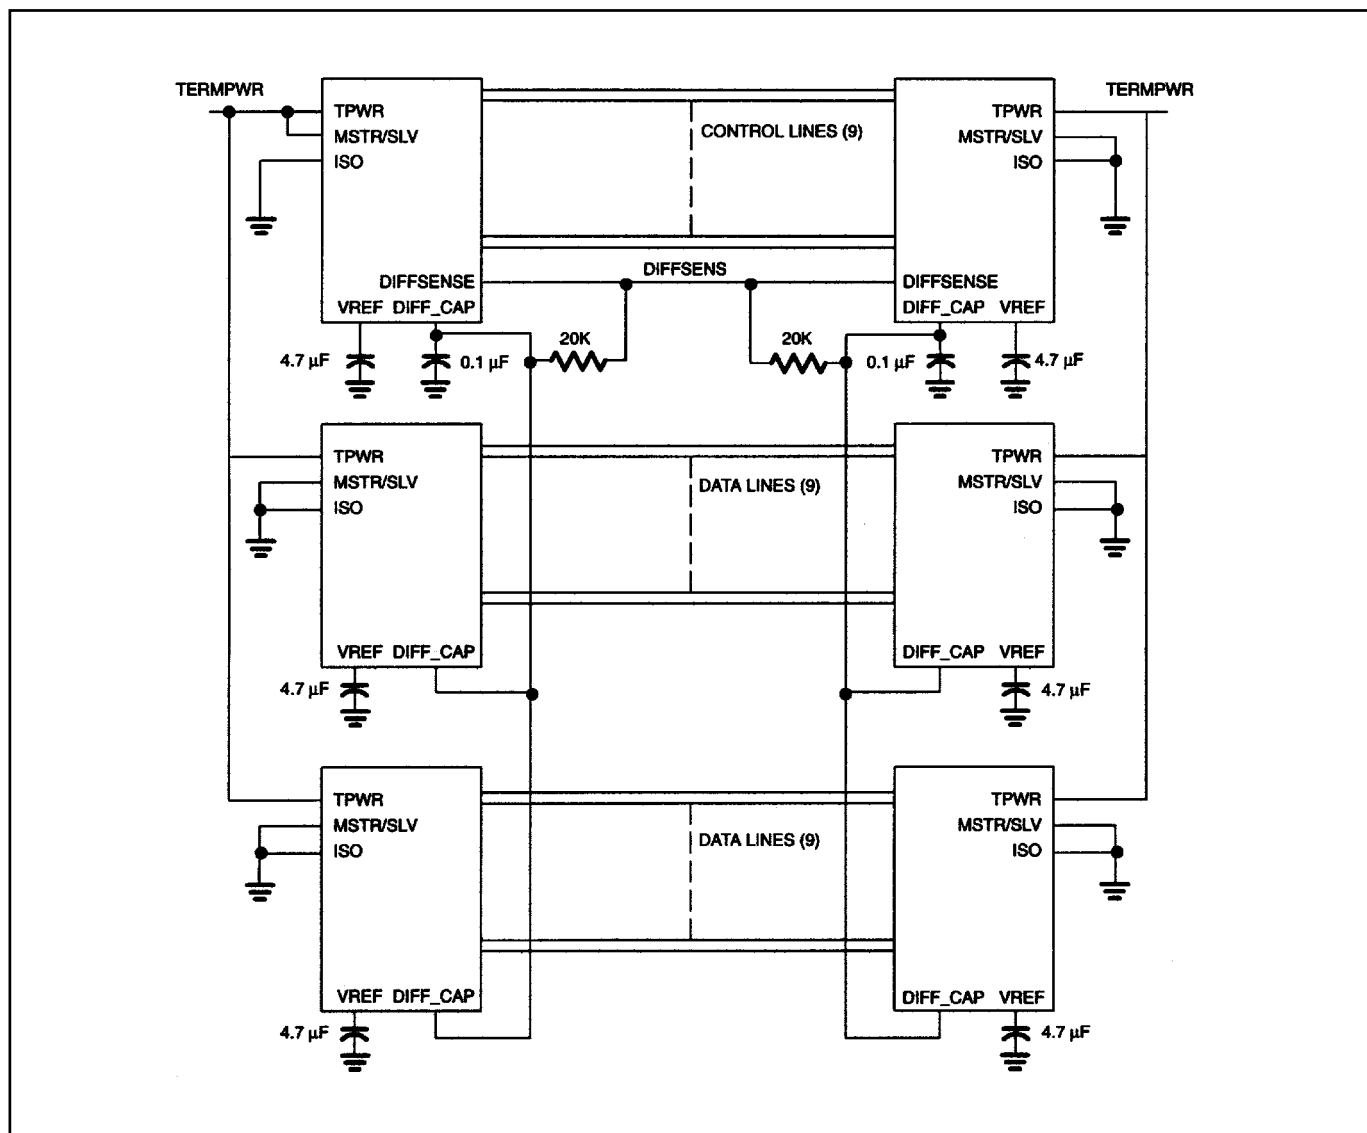 TERMPWR
TERMPWR
TPWR
MSTR/SLV
ISO
CONTROL LINES (9)
TPWR
MSTR/SLV
ISO
DIFFSENSE
DIFFSENS
DIFFSENSE
VREF DIFF_CAP
DIFF_CAP VREF
20K
20K
4.7 µF
0.1 µF
0.1 µF
4.7 µF
TPWR
MSTR/SLV
ISO
DATA LINES (9)
TPWR
MSTR/SLV
ISO
VREF DIFF_CAP
DIFF_CAP VREF
4.7 µF
4.7 µF
TPWR
MSTR/SLV
ISO
DATA LINES (9)
TPWR
MSTR/SLV
ISO
VREF DIFF_CAP
DIFF_CAP VREF
4.7 µF
4.7 µF